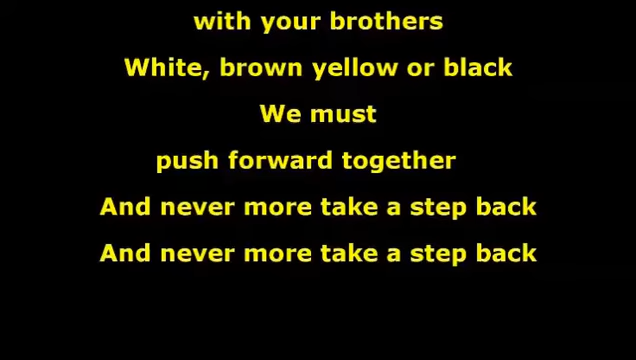 with your brothers
White, brown yellow or black
We must
push forward together
And never more take a step back
And never more take a step back